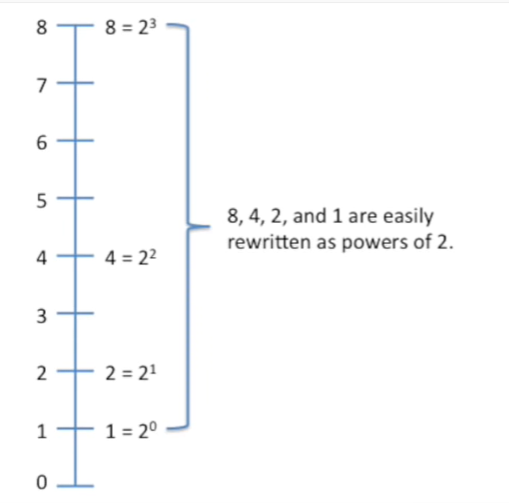 8 8 = 2³
7
6
5
8, 4, 2, and 1 are easily
rewritten as powers of 2.
4 4 = 2²
3
2 2 = 2¹
1 1 = 2⁰
0